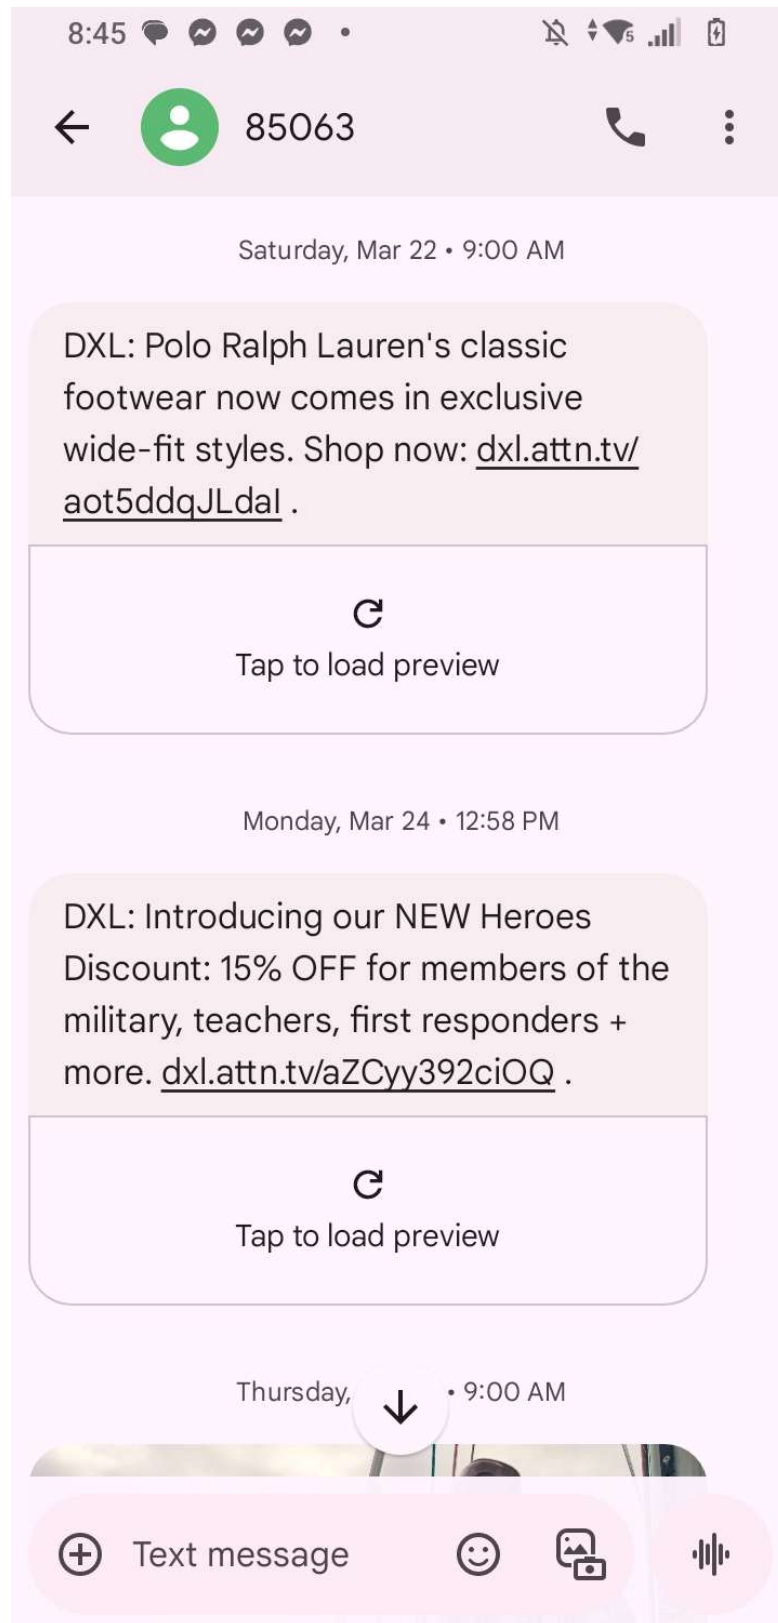 8:45
5
85063
Saturday, Mar 22 • 9:00 AM
DXL: Polo Ralph Lauren's classic
footwear now comes in exclusive
wide-fit styles. Shop now: dxl.attn.tv/
aot5ddqJLdaI .
Tap to load preview
Monday, Mar 24 • 12:58 PM
DXL: Introducing our NEW Heroes
Discount: 15% OFF for members of the
military, teachers, first responders +
more. dxl.attn.tv/aZCyy392ciOQ .
Tap to load preview
Thursday, • 9:00 AM
Text message